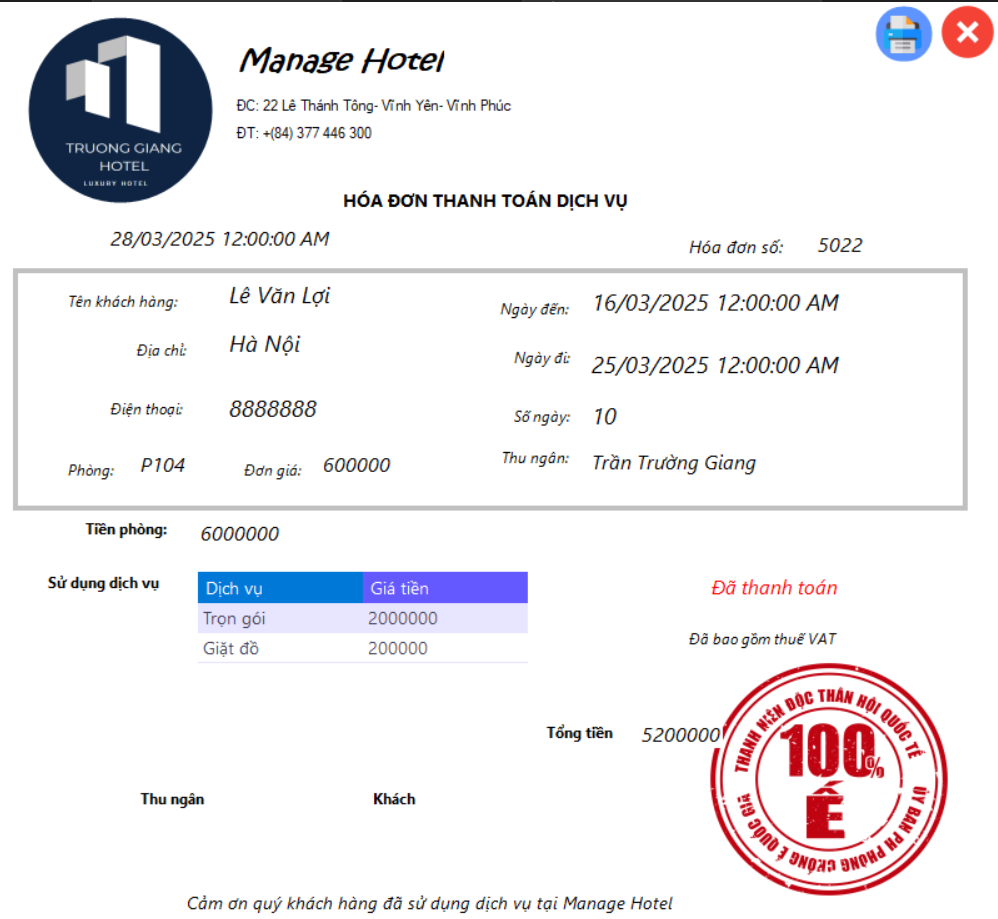 TRUONG GIANG
HOTEL
LUXURY HOTEL
Manage Hotel
ĐC: 22 Lê Thánh Tông- Vĩnh Yên- Vĩnh Phúc
ĐT: +(84) 377 446 300
HÓA ĐƠN THANH TOÁN DỊCH VỤ
28/03/2025 12:00:00 AM
Hóa đơn số: 5022
Tên khách hàng: Lê Văn Lợi
Ngày đến: 16/03/2025 12:00:00 AM
Địa chỉ: Hà Nội
Ngày đi: 25/03/2025 12:00:00 AM
Điện thoại: 8888888
Số ngày: 10
Phòng: P104 Đơn giá: 600000
Thu ngân: Trần Trường Giang
Tiền phòng: 6000000
Sử dụng dịch vụ
Dịch vụ Giá tiền
Trọn gói 2000000
Giặt đồ 200000
Đã thanh toán
Đã bao gồm thuế VAT
Tổng tiền 5200000
THANH NIÊN ĐỘC THÂN HỘI QUỐC TẾ
100%
Ế
ỦY BAN PH PHÒNG CHỐNG Ế QUỐC GIA
Thu ngân Khách
Cảm ơn quý khách hàng đã sử dụng dịch vụ tại Manage Hotel